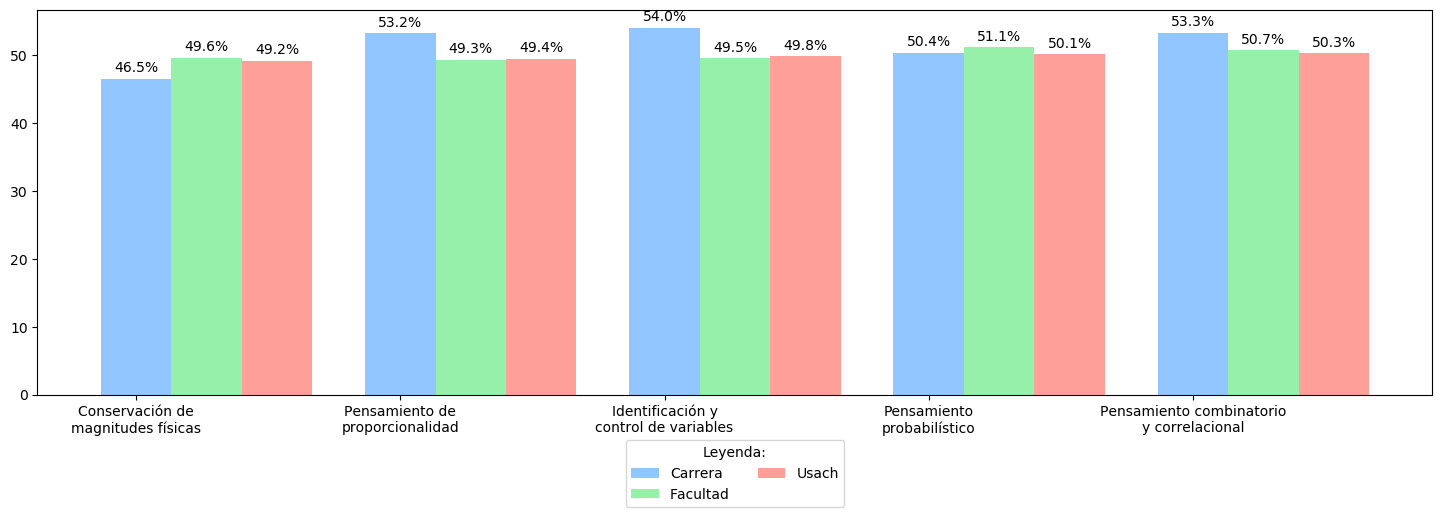 54.0%
53.2%
53.3%
51.1%
50.7%
50.4%
50.3%
50.1%
49.8%
49.6%
49.5%
49.4%
49.3%
49.2%
46.5%
50
40
30
20
10
0
Conservación de
magnitudes físicas
Pensamiento de
proporcionalidad
Identificación y
control de variables
Pensamiento
probabilístico
Pensamiento combinatorio
y correlacional
Leyenda:
Carrera
Facultad
Usach